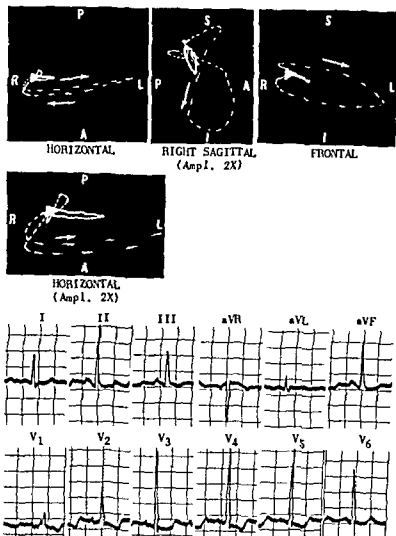 P
R L
A
HORIZONTAL
S
P A
I
RIGHT SAGITTAL
(Ampl. 2X)
S
R L
I
FRONTAL
P
R L
A
HORIZONTAL
(Ampl. 2X)
I II III aVR aVL aVF
V1 V2 V3 V4 V5 V6